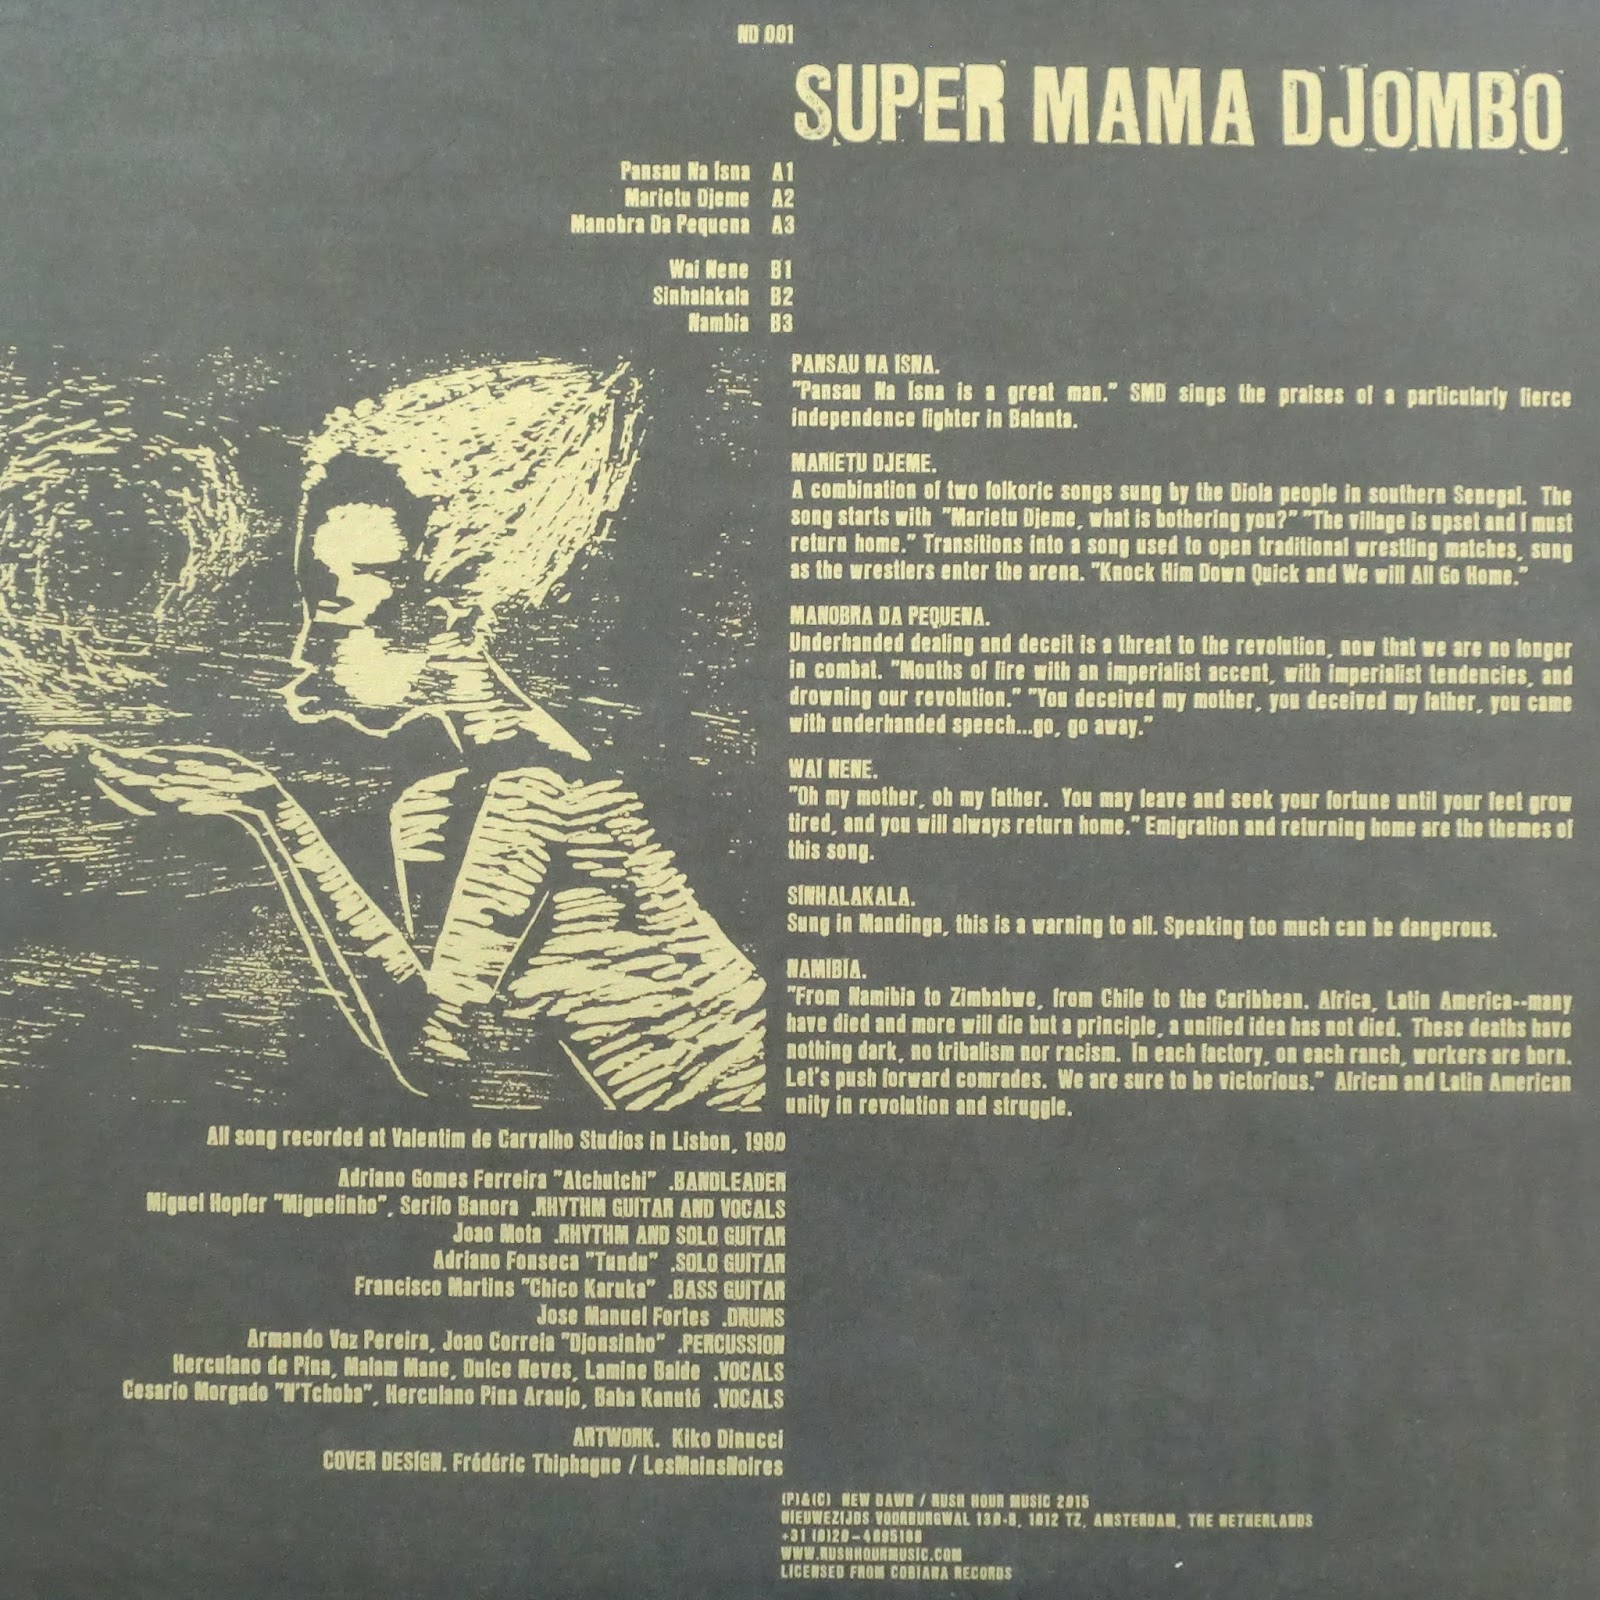 ND 001
SUPER MAMA DJOMBO
Pansau Na Isna A1
Marietu Djeme A2
Manobra Da Pequena A3
Wai Nene B1
Sinhalakala B2
Nambia B3
PANSAU NA ISNA.
"Pansau Na Isna is a great man." SMD sings the praises of a particularly fierce
independence fighter in Balanta.
MARIETU DJEME.
A combination of two folkoric songs sung by the Diola people in southern Senegal. The
song starts with "Marietu Djeme, what is bothering you?" "The village is upset and I must
return home." Transitions into a song used to open traditional wrestling matches, sung
as the wrestlers enter the arena. "Knock Him Down Quick and We will All Go Home."
MANOBRA DA PEQUENA.
Underhanded dealing and deceit is a threat to the revolution, now that we are no longer
in combat. "Mouths of fire with an imperialist accent, with imperialist tendencies, and
drowning our revolution." "You deceived my mother, you deceived my father, you came
with underhanded speech...go, go away."
WAI NENE.
"Oh my mother, oh my father. You may leave and seek your fortune until your feet grow
tired, and you will always return home." Emigration and returning home are the themes of
this song.
SINHALAKALA.
Sung in Mandinga, this is a warning to all. Speaking too much can be dangerous.
NAMIBIA.
"From Namibia to Zimbabwe, from Chile to the Caribbean. Africa, Latin America--many
have died and more will die but a principle, a unified idea has not died. These deaths have
nothing dark, no tribalism nor racism. In each factory, on each ranch, workers are born.
Let's push forward comrades. We are sure to be victorious." African and Latin American
unity in revolution and struggle.
All song recorded at Valentim de Carvalho Studios in Lisbon, 1980
Adriano Gomes Ferreira "Atchutchi" .BANDLEADER
Miguel Hopfer "Miguelinho", Serifo Banora .RHYTHM GUITAR AND VOCALS
Joao Mota .RHYTHM AND SOLO GUITAR
Adriano Fonseca "Tundu" .SOLO GUITAR
Francisco Martins "Chico Karuka" .BASS GUITAR
Jose Manuel Fortes .DRUMS
Armando Vaz Pereira, Joao Correia "Djonsinho" .PERCUSSION
Herculano de Pina, Malam Mane, Dulce Neves, Lamine Balde .VOCALS
Cesario Morgado "N'Tchoba", Herculano Pina Araujo, Baba Kanutó .VOCALS
ARTWORK. Kiko Dinucci
COVER DESIGN. Frédéric Thiphagne / LesMainsNoires
(P)&(C) NEW DAWN / RUSH HOUR MUSIC 2015
NIEUWEZIJDS VOORBURGWAL 130-H, 1012 TZ, AMSTERDAM, THE NETHERLANDS
+31 (0)20-4895188
WWW.RUSHHOURMUSIC.COM
LICENSED FROM COBIANA RECORDS